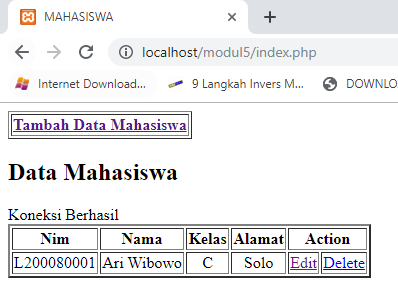 MAHASISWA
localhost/modul5/index.php
Internet Download... 9 Langkah Invers M... DOWNLO
Tambah Data Mahasiswa
Data Mahasiswa
Koneksi Berhasil
Nim Nama Kelas Alamat Action
L200080001 Ari Wibowo C Solo Edit Delete